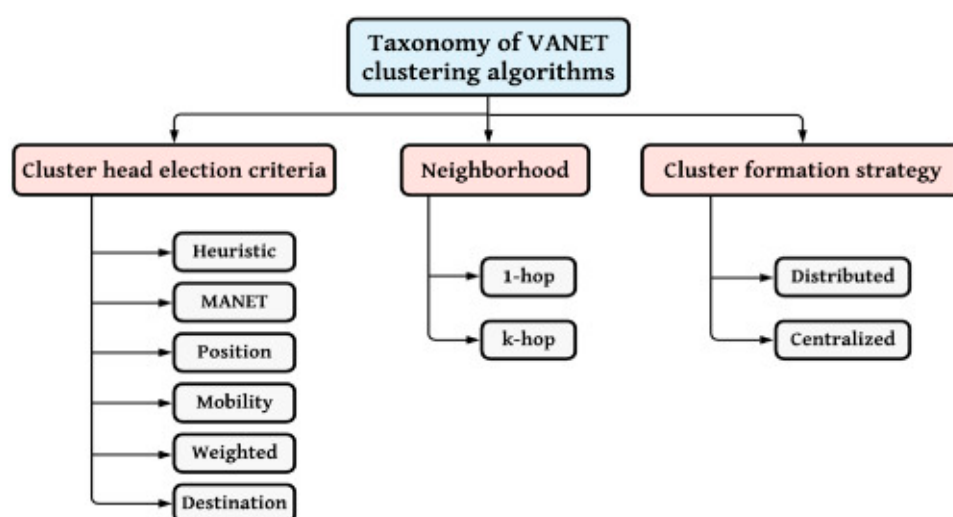 Taxonomy of VANET
clustering algorithms
Cluster head election criteria
Neighborhood
Cluster formation strategy
Heuristic
MANET
Position
Mobility
Weighted
Destination
1-hop
k-hop
Distributed
Centralized